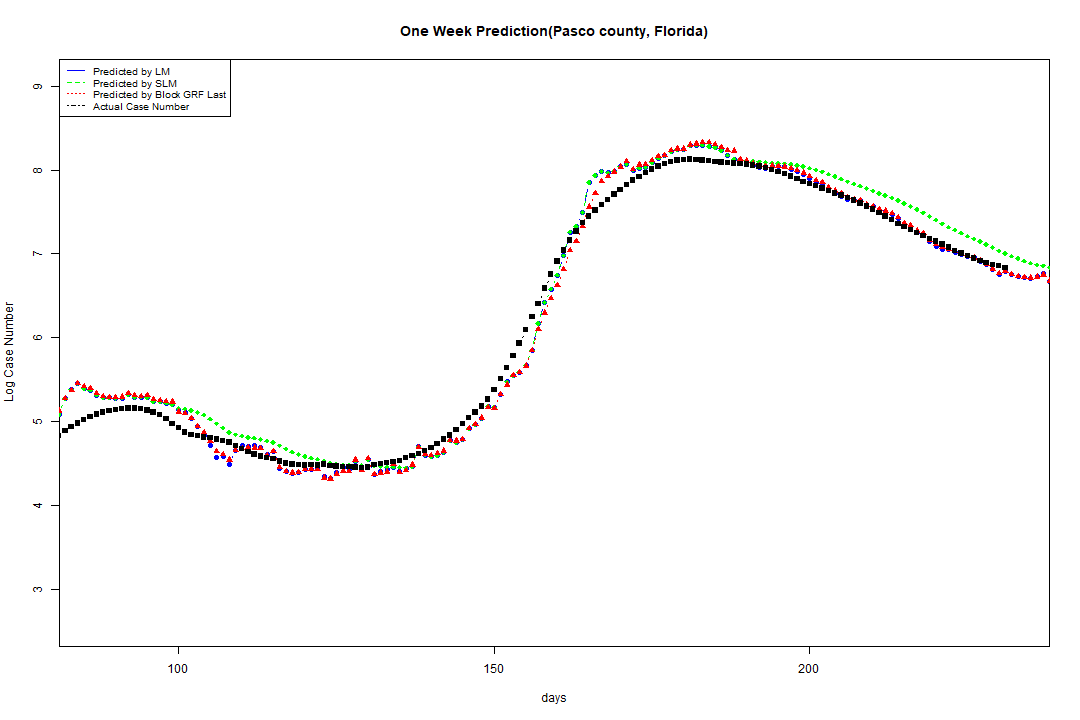 One Week Prediction(Pasco county, Florida)
Predicted by LM
Predicted by SLM
Predicted by Block GRF Last
Actual Case Number
9
8
7
6
5
4
3
Log Case Number
100 150 200
days